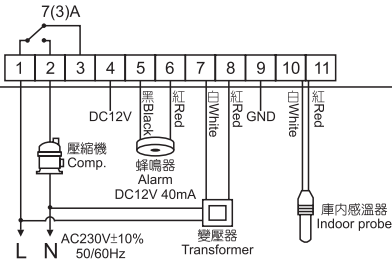 7(3)A
1 2 3 4 5 6 7 8 9 10 11
DC12V
黑Black
紅Red
白White
紅Red
GND
白White
紅Red
壓縮機
Comp.
蜂鳴器
Alarm
DC12V 40mA
庫内感溫器
Indoor probe
L N
AC230V±10%
50/60Hz
變壓器
Transformer